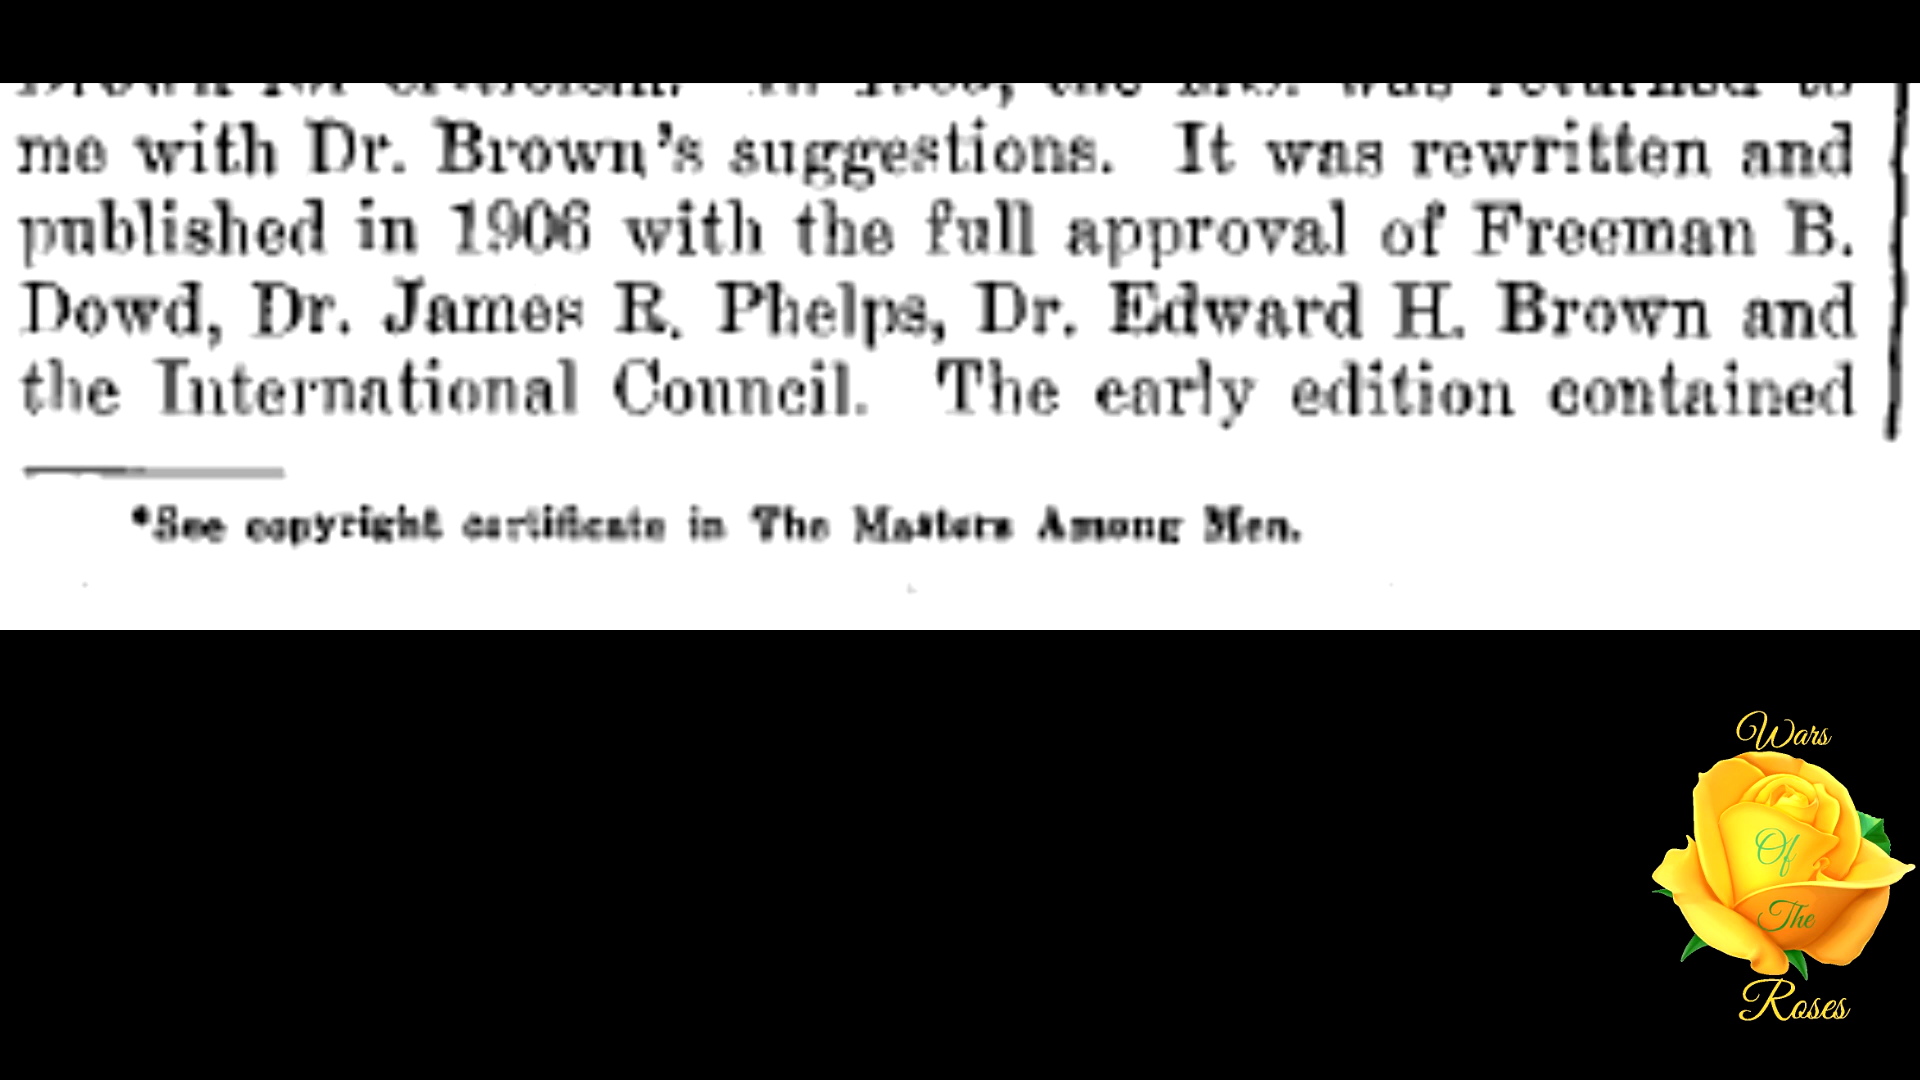 me with Dr. Brown's suggestions. It was rewritten and
published in 1906 with the full approval of Freeman B.
Dowd, Dr. James R. Phelps, Dr. Edward H. Brown and
the International Council. The early edition contained
*See copyright certificate in The Masters Among Men.
Wars
Of
The
Roses